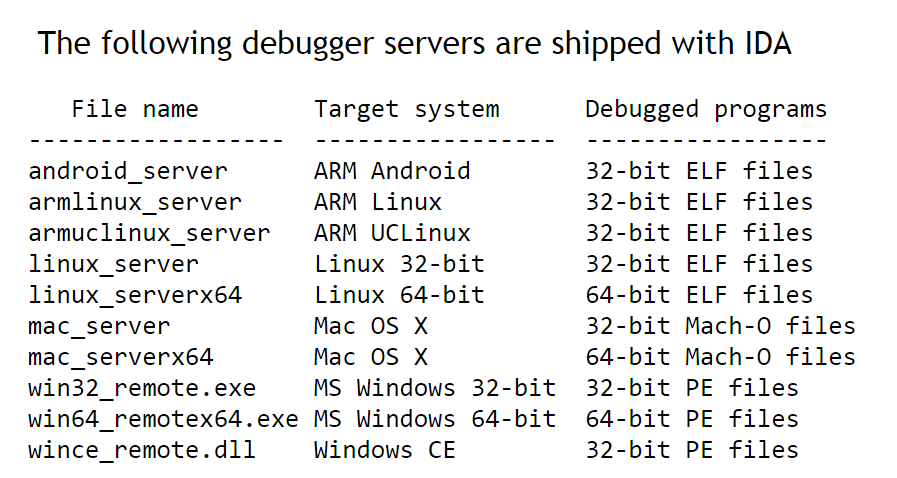 The following debugger servers are shipped with IDA
File name Target system Debugged programs
------------------ ----------------- -----------------
android_server ARM Android 32-bit ELF files
armlinux_server ARM Linux 32-bit ELF files
armuclinux_server ARM UCLinux 32-bit ELF files
linux_server Linux 32-bit 32-bit ELF files
linux_serverx64 Linux 64-bit 64-bit ELF files
mac_server Mac OS X 32-bit Mach-O files
mac_serverx64 Mac OS X 64-bit Mach-O files
win32_remote.exe MS Windows 32-bit 32-bit PE files
win64_remotex64.exe MS Windows 64-bit 64-bit PE files
wince_remote.dll Windows CE 32-bit PE files